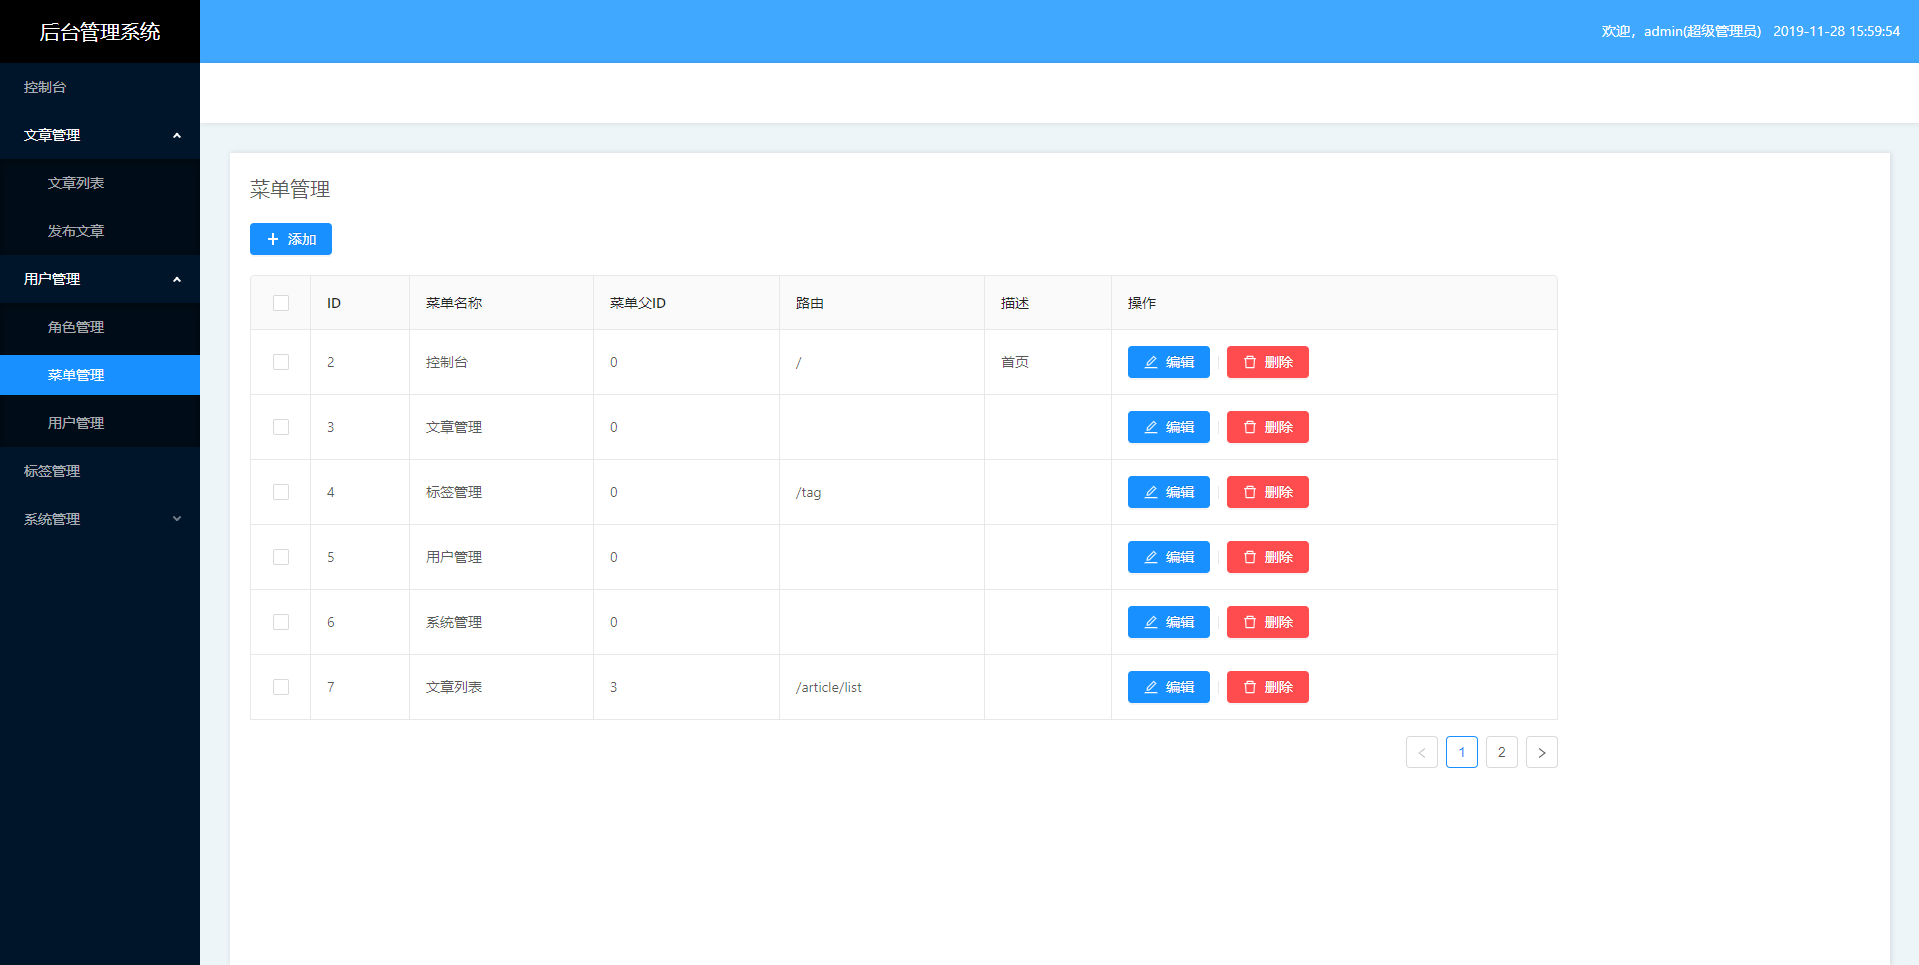 后台管理系统
欢迎，admin(超级管理员) 2019-11-28 15:59:54
控制台
文章管理
文章列表
发布文章
用户管理
角色管理
菜单管理
用户管理
标签管理
系统管理
菜单管理
添加
ID 菜单名称 菜单父ID 路由 描述 操作
2 控制台 0 / 首页 编辑 删除
3 文章管理 0 编辑 删除
4 标签管理 0 /tag 编辑 删除
5 用户管理 0 编辑 删除
6 系统管理 0 编辑 删除
7 文章列表 3 /article/list 编辑 删除
1 2